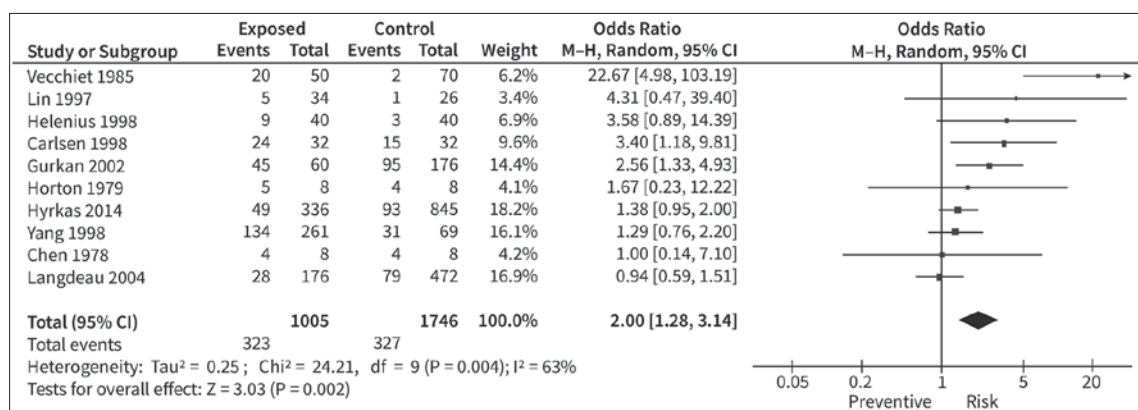 Exposed Control Odds Ratio Odds Ratio
Study or Subgroup Events Total Events Total Weight M–H, Random, 95% CI M–H, Random, 95% CI
Vecchiet 1985 20 50 2 70 6.2% 22.67 [4.98, 103.19]
Lin 1997 5 34 1 26 3.4% 4.31 [0.47, 39.40]
Helenius 1998 9 40 3 40 6.9% 3.58 [0.89, 14.39]
Carlsen 1998 24 32 15 32 9.6% 3.40 [1.18, 9.81]
Gurkan 2002 45 60 95 176 14.4% 2.56 [1.33, 4.93]
Horton 1979 5 8 4 8 4.1% 1.67 [0.23, 12.22]
Hyrkas 2014 49 336 93 845 18.2% 1.38 [0.95, 2.00]
Yang 1998 134 261 31 69 16.1% 1.29 [0.76, 2.20]
Chen 1978 4 8 4 8 4.2% 1.00 [0.14, 7.10]
Langdeau 2004 28 176 79 472 16.9% 0.94 [0.59, 1.51]
Total (95% CI) 1005 1746 100.0% 2.00 [1.28, 3.14]
Total events 323 327
Heterogeneity: Tau² = 0.25 ; Chi² = 24.21, df = 9 (P = 0.004); I² = 63%
Tests for overall effect: Z = 3.03 (P = 0.002)
0.05 0.2 1 5 20
Preventive Risk